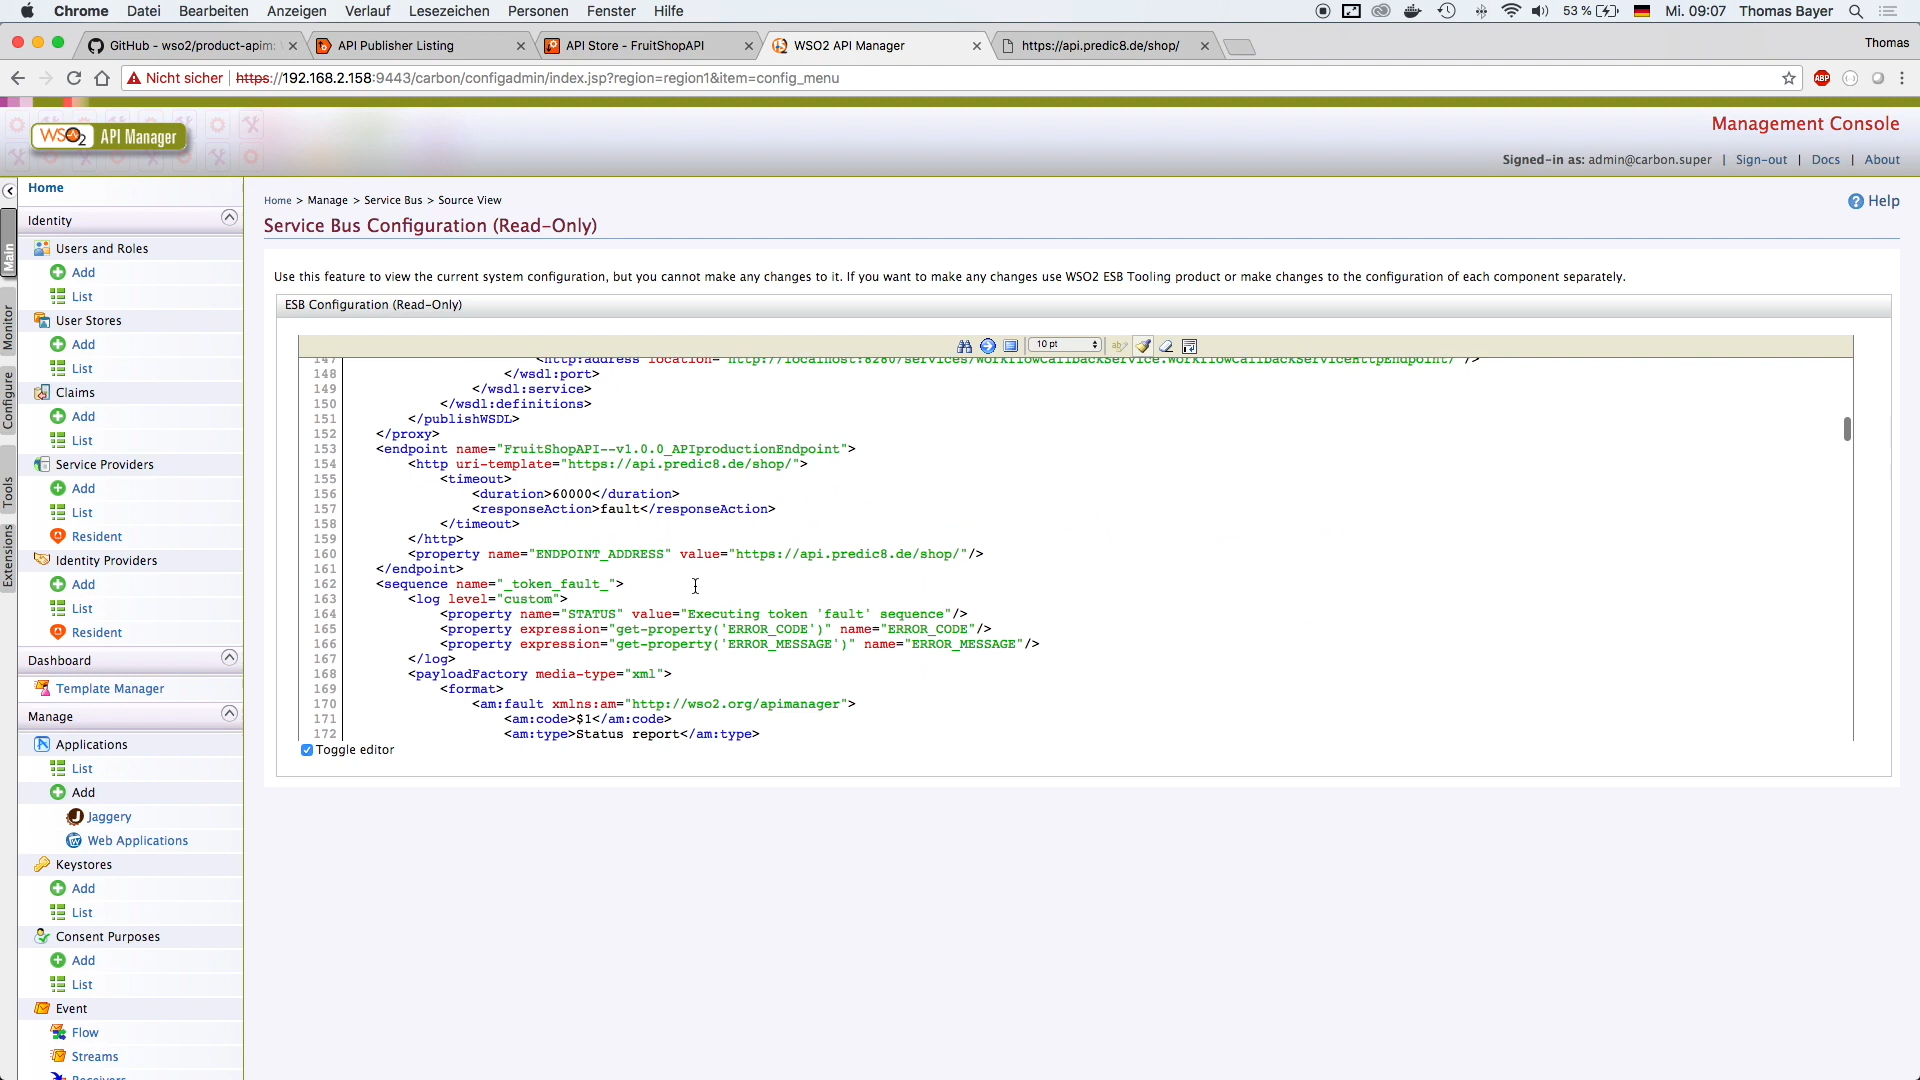 Chrome Datei Bearbeiten Anzeigen Verlauf Lesezeichen Personen Fenster Hilfe 53 % Mi. 09:07 Thomas Bayer
GitHub - wso2/product-apim: API Publisher Listing API Store - FruitShopAPI WSO2 API Manager https://api.predic8.de/shop/ Thomas
Nicht sicher https://192.168.2.158:9443/carbon/configadmin/index.jsp?region=region1&item=config_menu ABP
WSO2 API Manager
Management Console
Signed-in as: admin@carbon.super | Sign-out | Docs | About
Main
Monitor
Configure
Tools
Extensions
Home
Identity
Users and Roles
Add
List
User Stores
Add
List
Claims
Add
List
Service Providers
Add
List
Resident
Identity Providers
Add
List
Resident
Dashboard
Template Manager
Manage
Applications
List
Add
Jaggery
Web Applications
Keystores
Add
List
Consent Purposes
Add
List
Event
Flow
Streams
Receivers
Home > Manage > Service Bus > Source View
Help
Service Bus Configuration (Read-Only)
Use this feature to view the current system configuration, but you cannot make any changes to it. If you want to make any changes use WSO2 ESB Tooling product or make changes to the configuration of each component separately.
ESB Configuration (Read-Only)
10 pt
147 <http:address location="http://localhost:8280/services/WorkflowCallbackService.WorkflowCallbackServiceHttpEndpoint/"/>
148 </wsdl:port>
149 </wsdl:service>
150 </wsdl:definitions>
151 </publishWSDL>
152 </proxy>
153 <endpoint name="FruitShopAPI--v1.0.0_APIproductionEndpoint">
154 <http uri-template="https://api.predic8.de/shop/">
155 <timeout>
156 <duration>60000</duration>
157 <responseAction>fault</responseAction>
158 </timeout>
159 </http>
160 <property name="ENDPOINT_ADDRESS" value="https://api.predic8.de/shop/"/>
161 </endpoint>
162 <sequence name="_token_fault_">
163 <log level="custom">
164 <property name="STATUS" value="Executing token 'fault' sequence"/>
165 <property expression="get-property('ERROR_CODE')" name="ERROR_CODE"/>
166 <property expression="get-property('ERROR_MESSAGE')" name="ERROR_MESSAGE"/>
167 </log>
168 <payloadFactory media-type="xml">
169 <format>
170 <am:fault xmlns:am="http://wso2.org/apimanager">
171 <am:code>$1</am:code>
172 <am:type>Status report</am:type>
Toggle editor